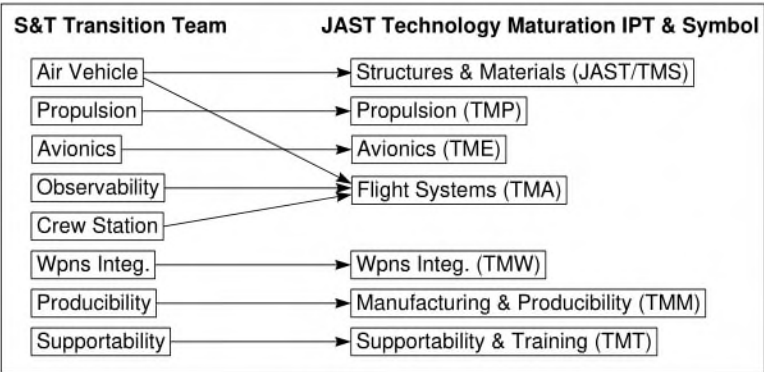 S&T Transition Team JAST Technology Maturation IPT & Symbol
Air Vehicle Structures & Materials (JAST/TMS)
Propulsion Propulsion (TMP)
Avionics Avionics (TME)
Observability Flight Systems (TMA)
Crew Station
Wpns Integ. Wpns Integ. (TMW)
Producibility Manufacturing & Producibility (TMM)
Supportability Supportability & Training (TMT)